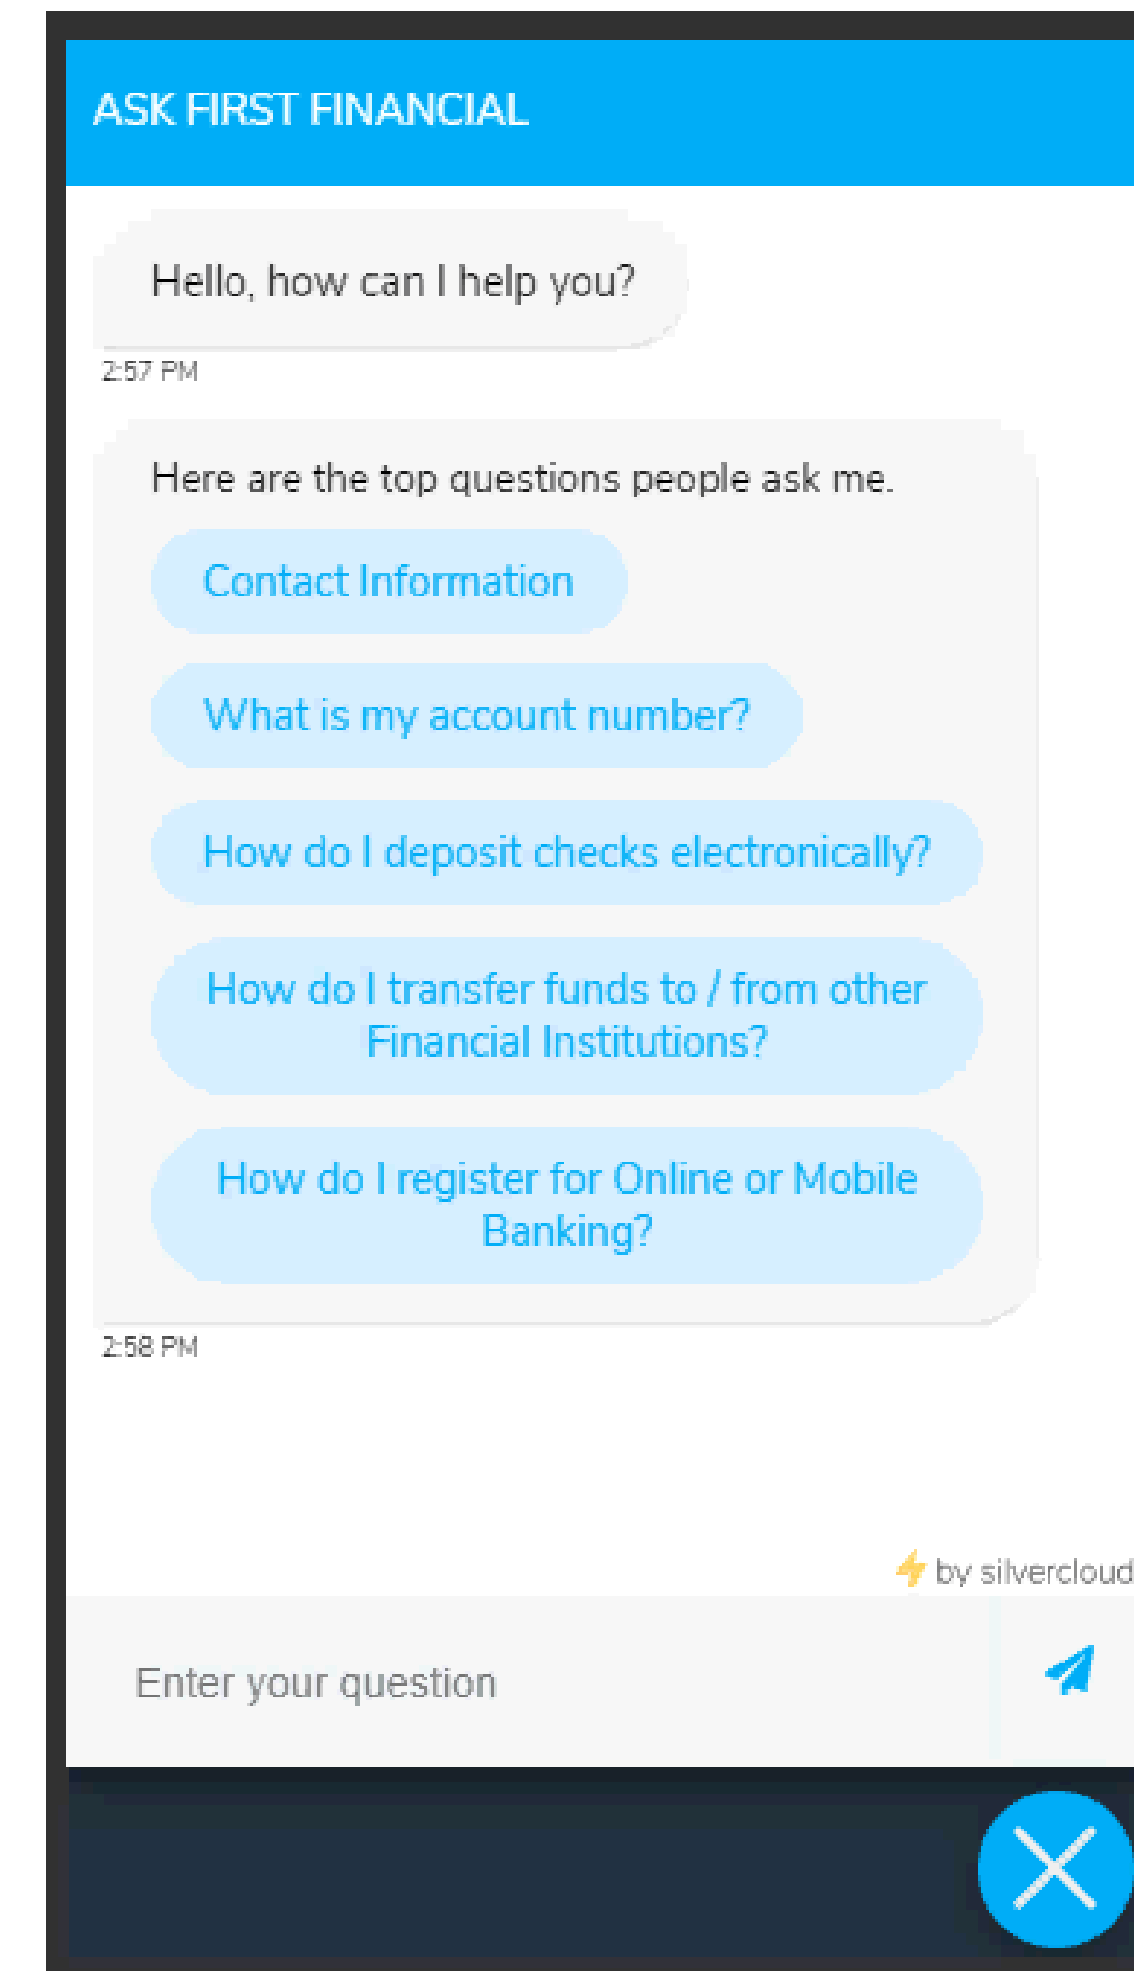 ASK FIRST FINANCIAL
Hello, how can I help you?
2:57 PM
Here are the top questions people ask me.
Contact Information
What is my account number?
How do I deposit checks electronically?
How do I transfer funds to / from other
Financial Institutions?
How do I register for Online or Mobile
Banking?
2:58 PM
by silvercloud
Enter your question